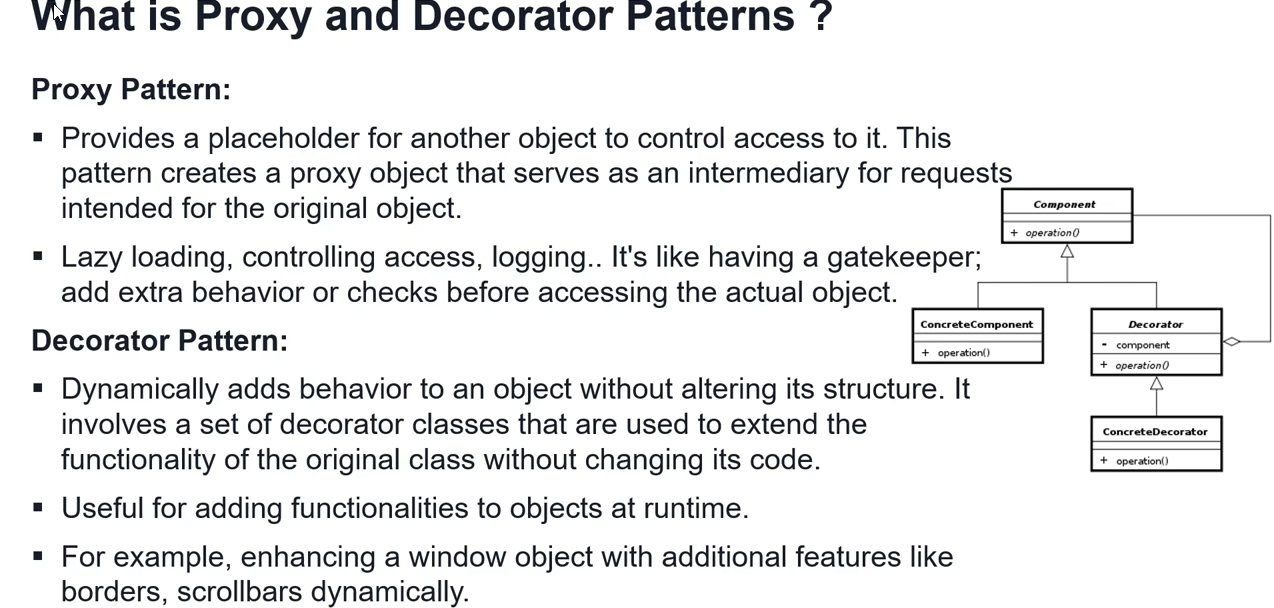 What is Proxy and Decorator Patterns ?
Proxy Pattern:
▪ Provides a placeholder for another object to control access to it. This
pattern creates a proxy object that serves as an intermediary for requests
intended for the original object.
▪ Lazy loading, controlling access, logging.. It's like having a gatekeeper;
add extra behavior or checks before accessing the actual object.
Decorator Pattern:
▪ Dynamically adds behavior to an object without altering its structure. It
involves a set of decorator classes that are used to extend the
functionality of the original class without changing its code.
▪ Useful for adding functionalities to objects at runtime.
▪ For example, enhancing a window object with additional features like
borders, scrollbars dynamically.
Component
+ operation()
ConcreteComponent
+ operation()
Decorator
- component
+ operation()
ConcreteDecorator
+ operation()